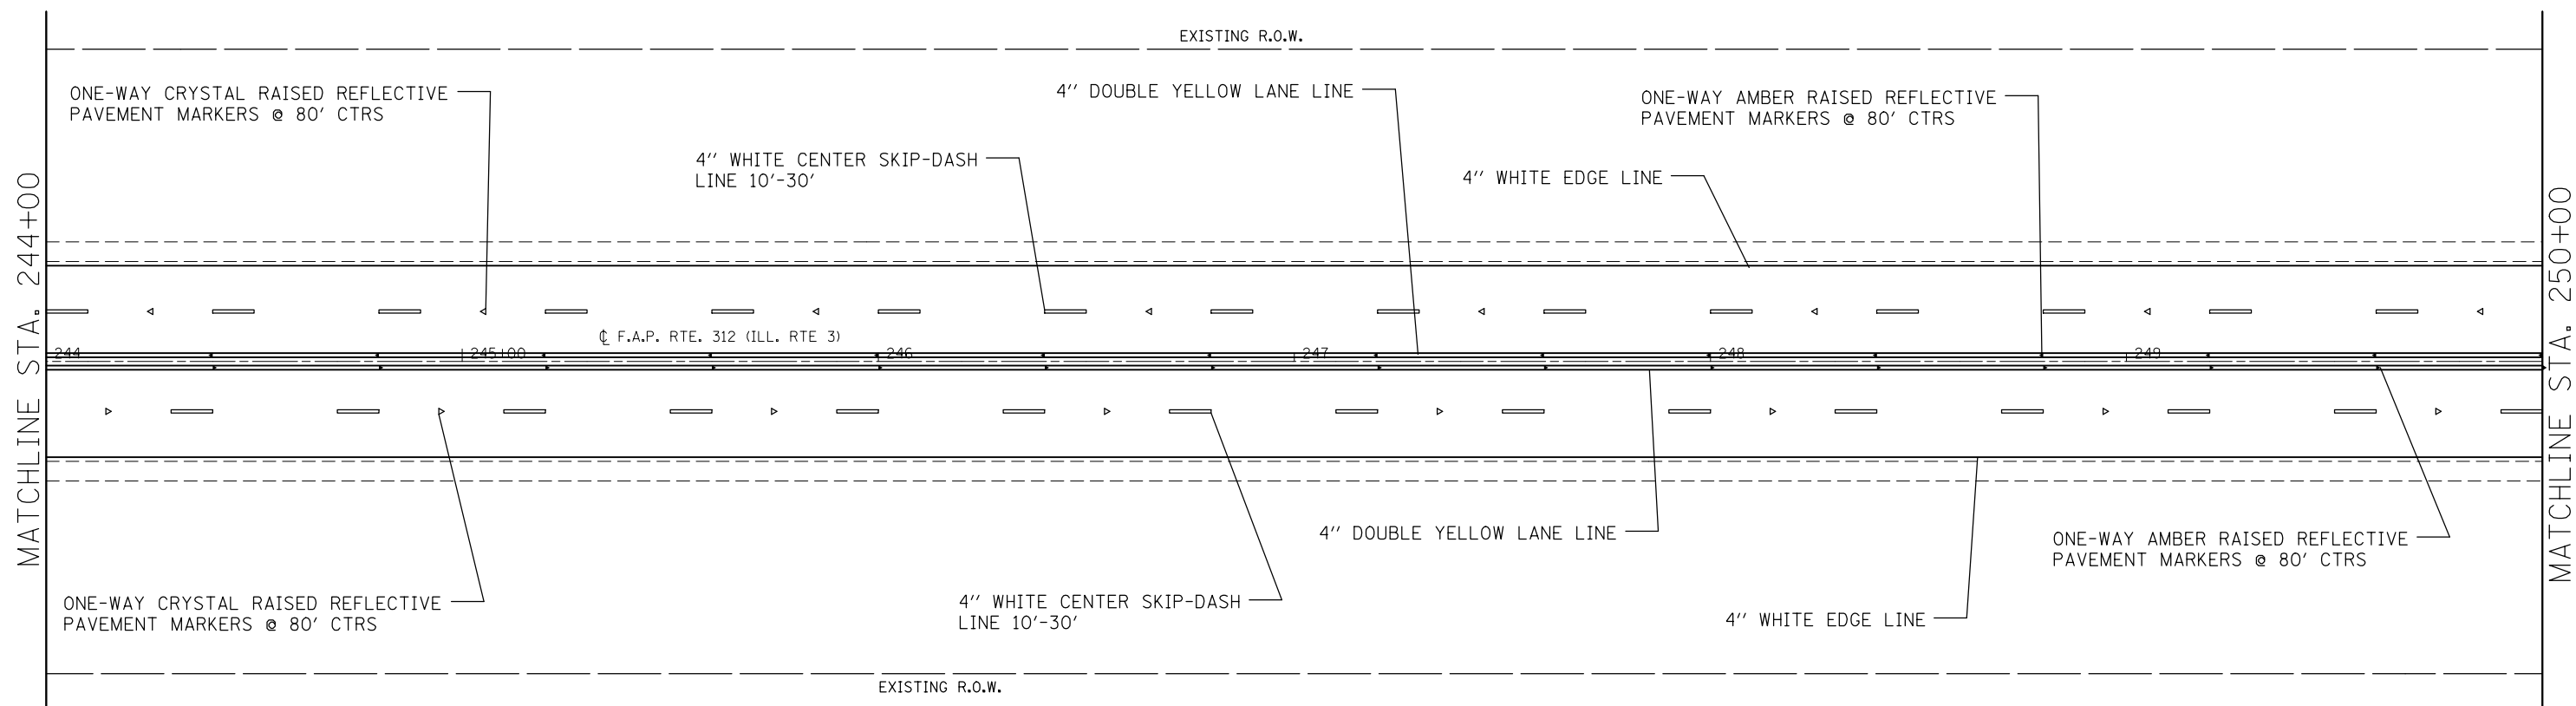 EXISTING R.O.W.
ONE-WAY CRYSTAL RAISED REFLECTIVE
PAVEMENT MARKERS @ 80' CTRS
4'' DOUBLE YELLOW LANE LINE
ONE-WAY AMBER RAISED REFLECTIVE
PAVEMENT MARKERS @ 80' CTRS
4'' WHITE CENTER SKIP-DASH
LINE 10'-30'
4'' WHITE EDGE LINE
MATCHLINE STA. 244+00
MATCHLINE STA. 250+00
℄ F.A.P. RTE. 312 (ILL. RTE 3)
244
245+00
246
247
248
249
4'' DOUBLE YELLOW LANE LINE
ONE-WAY AMBER RAISED REFLECTIVE
PAVEMENT MARKERS @ 80' CTRS
ONE-WAY CRYSTAL RAISED REFLECTIVE
PAVEMENT MARKERS @ 80' CTRS
4'' WHITE CENTER SKIP-DASH
LINE 10'-30'
4'' WHITE EDGE LINE
EXISTING R.O.W.